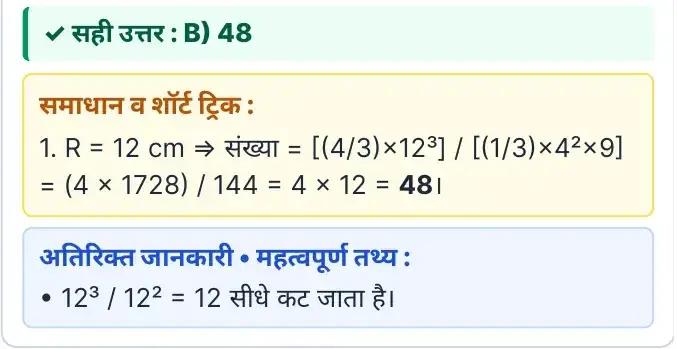 ✓ सही उत्तर : B) 48
समाधान व शॉर्ट ट्रिक :
1. R = 12 cm ⇒ संख्या = [(4/3)×12³] / [(1/3)×4²×9]
= (4 × 1728) / 144 = 4 × 12 = 48।
अतिरिक्त जानकारी • महत्वपूर्ण तथ्य :
• 12³ / 12² = 12 सीधे कट जाता है।